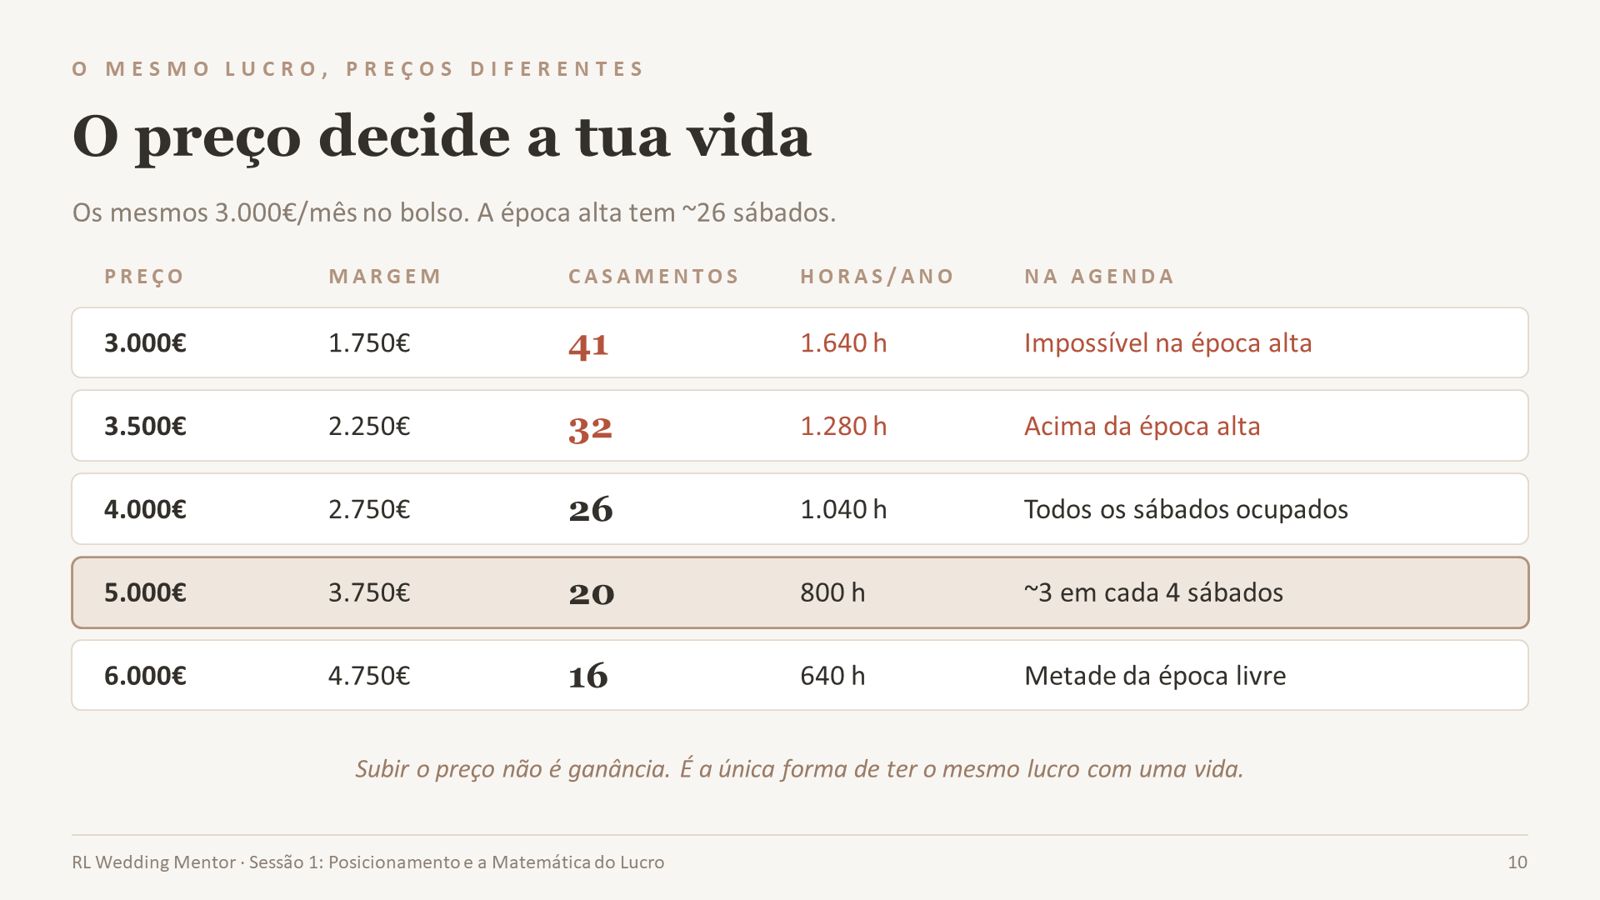 O MESMO LUCRO, PREÇOS DIFERENTES
O preço decide a tua vida
Os mesmos 3.000€/mês no bolso. A época alta tem ~26 sábados.
PREÇO MARGEM CASAMENTOS HORAS/ANO NA AGENDA
3.000€ 1.750€ 41 1.640 h Impossível na época alta
3.500€ 2.250€ 32 1.280 h Acima da época alta
4.000€ 2.750€ 26 1.040 h Todos os sábados ocupados
5.000€ 3.750€ 20 800 h ~3 em cada 4 sábados
6.000€ 4.750€ 16 640 h Metade da época livre
Subir o preço não é ganância. É a única forma de ter o mesmo lucro com uma vida.
RL Wedding Mentor · Sessão 1: Posicionamento e a Matemática do Lucro 10